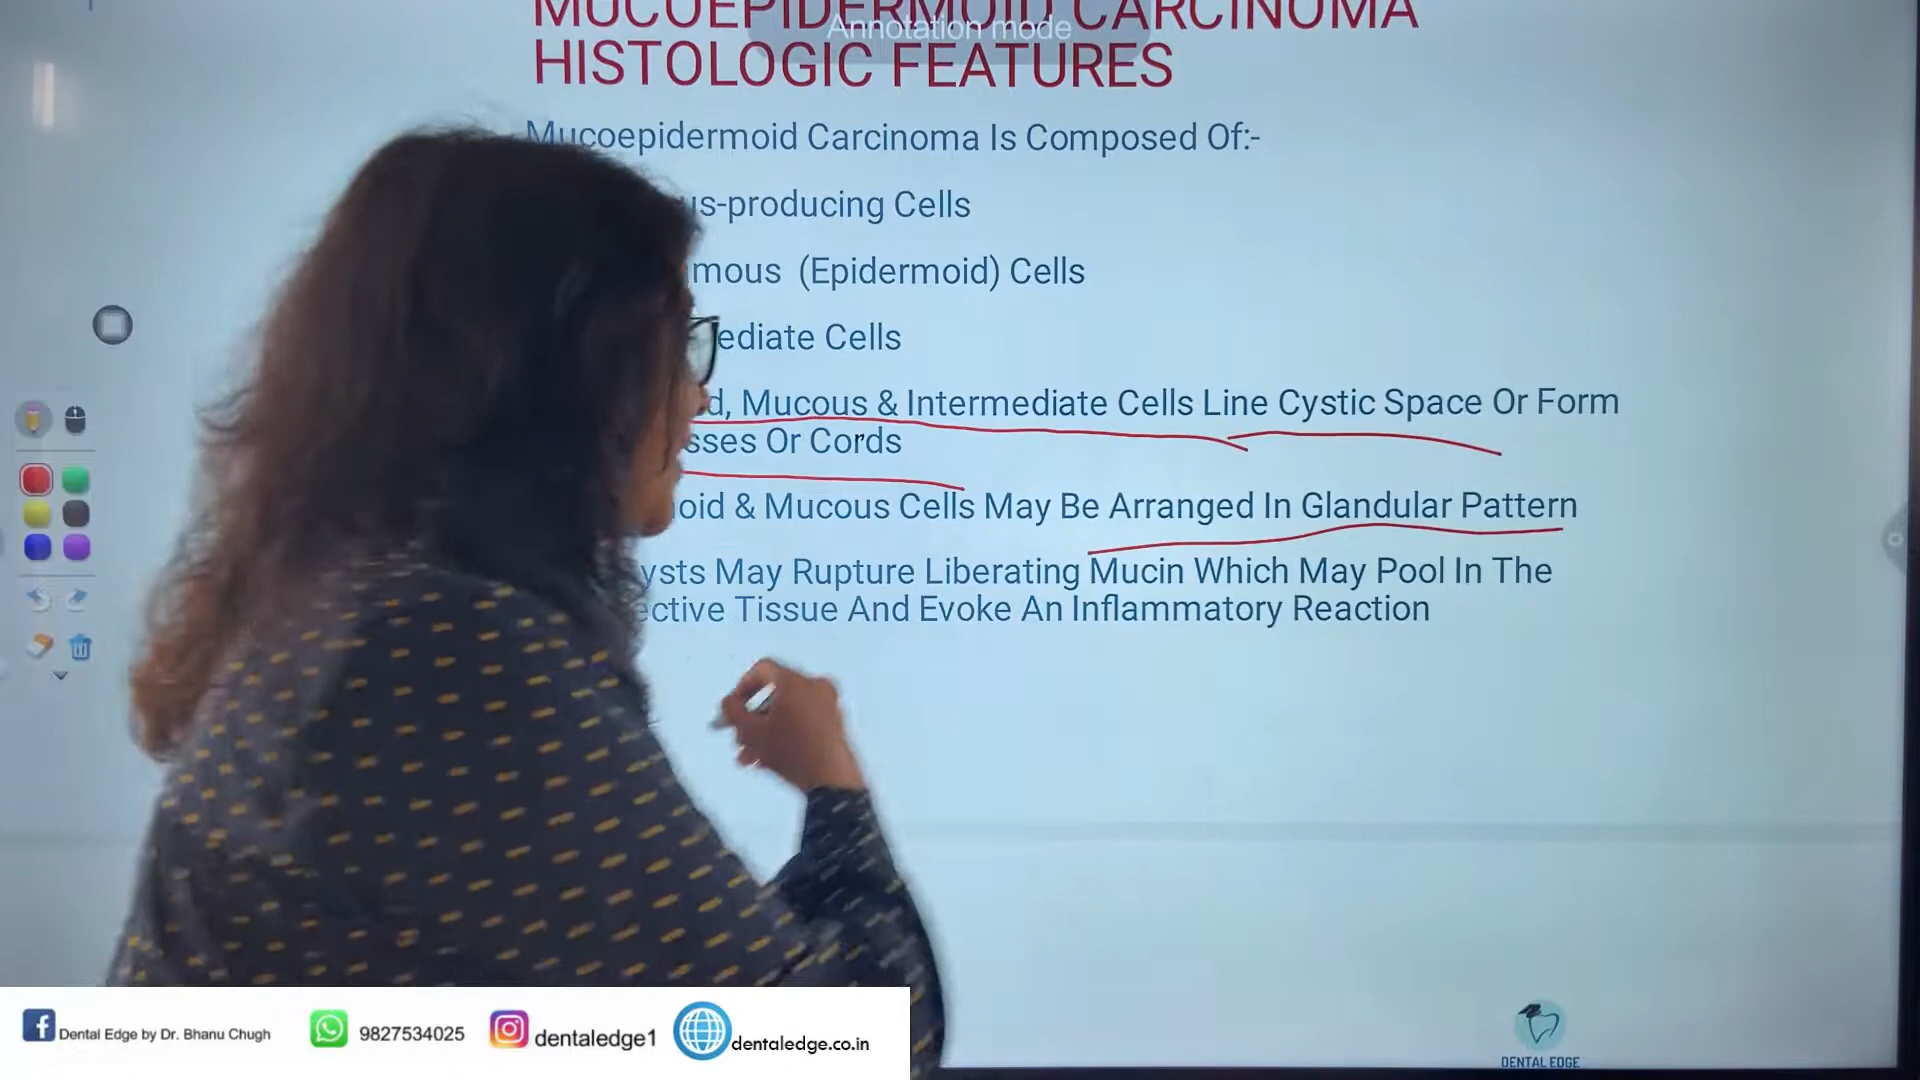 MUCOEPIDERMOID CARCINOMA
Annotation mode
HISTOLOGIC FEATURES
Mucoepidermoid Carcinoma Is Composed Of:-
us-producing Cells
mous (Epidermoid) Cells
ediate Cells
d, Mucous & Intermediate Cells Line Cystic Space Or Form
sses Or Cords
oid & Mucous Cells May Be Arranged In Glandular Pattern
ysts May Rupture Liberating Mucin Which May Pool In The
ective Tissue And Evoke An Inflammatory Reaction
Dental Edge by Dr. Bhanu Chugh
9827534025
dentaledge1
dentaledge.co.in
DENTAL EDGE